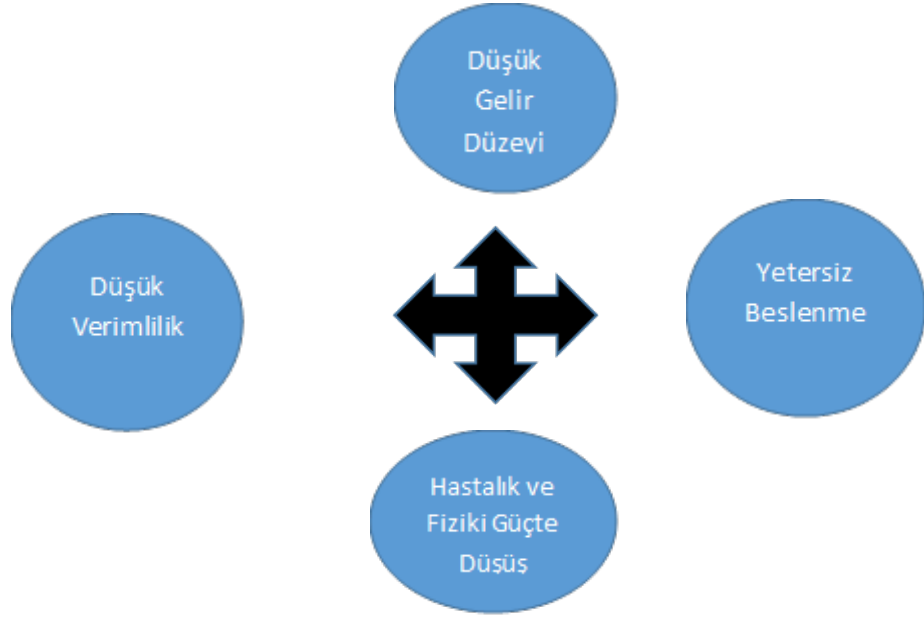 Düşük
Gelir
Düzeyi
Düşük
Verimlilik
Yetersiz
Beslenme
Hastalık ve
Fiziki Güçte
Düşüş